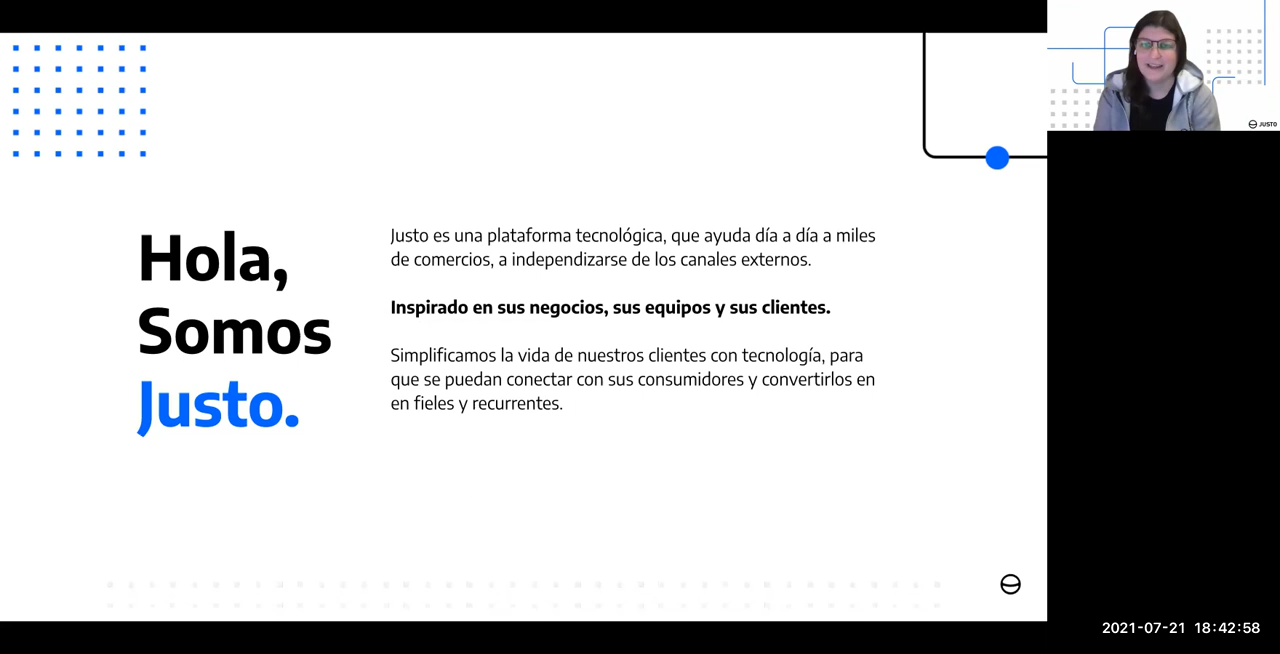 Hola,
Somos
Justo.
Justo es una plataforma tecnológica, que ayuda día a día a miles
de comercios, a independizarse de los canales externos.
Inspirado en sus negocios, sus equipos y sus clientes.
Simplificamos la vida de nuestros clientes con tecnología, para
que se puedan conectar con sus consumidores y convertirlos en
en fieles y recurrentes.
JUSTO
2021-07-21 18:42:58